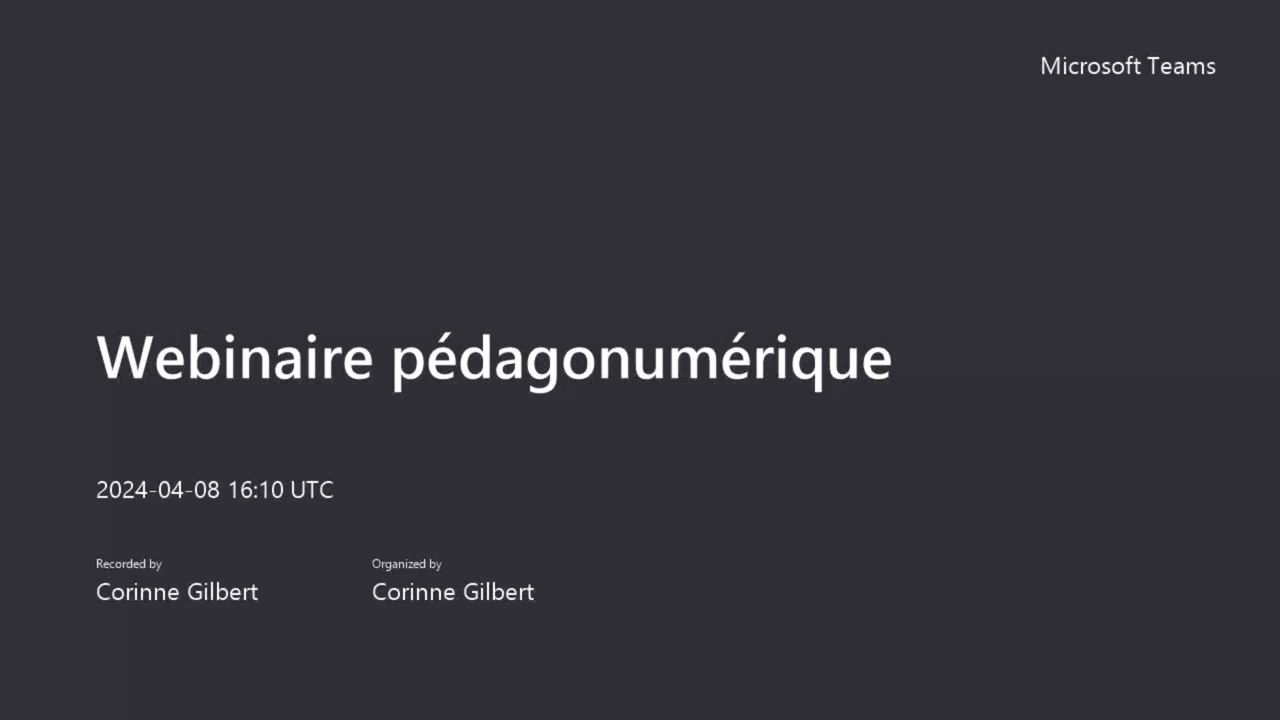 Microsoft Teams
Webinaire pédagonumérique
2024-04-08 16:10 UTC
Recorded by
Organized by
Corinne Gilbert
Corinne Gilbert